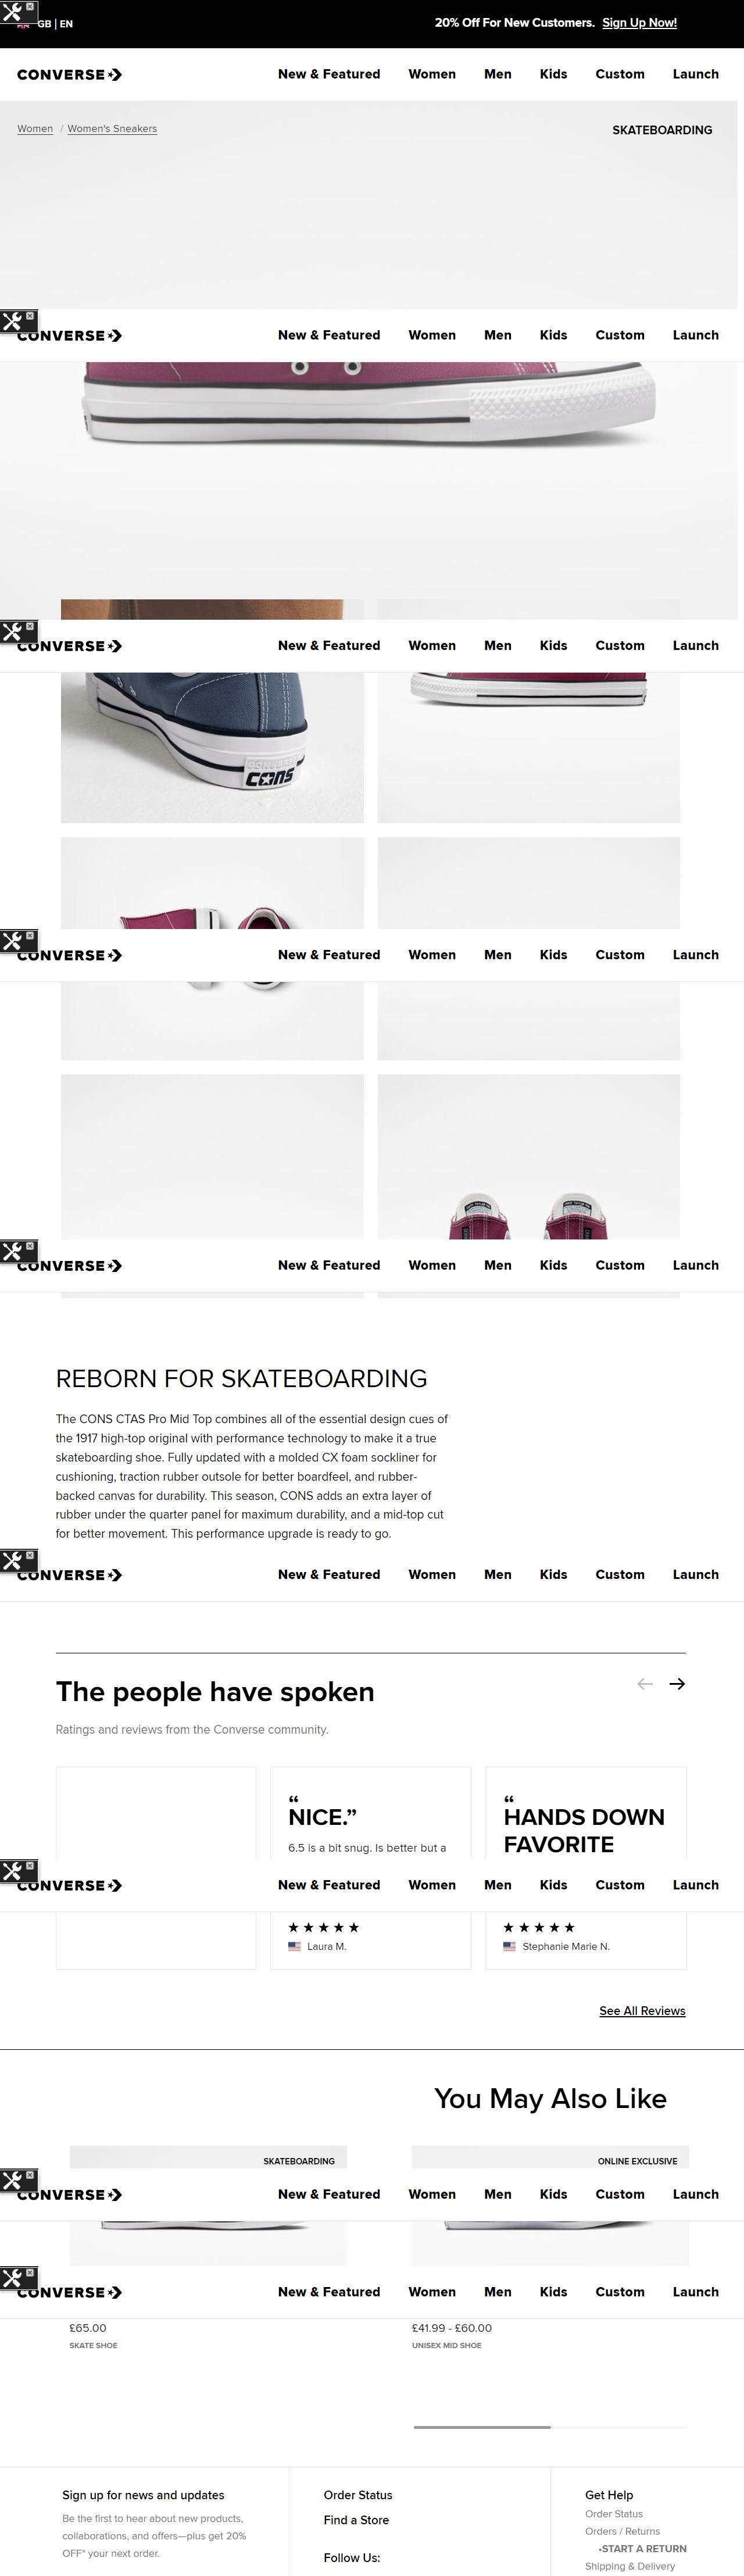 GB | EN
20% Off For New Customers. Sign Up Now!
CONVERSE
New & Featured Women Men Kids Custom Launch
Women / Women's Sneakers
SKATEBOARDING
CONVERSE
New & Featured Women Men Kids Custom Launch
CONVERSE
New & Featured Women Men Kids Custom Launch
CONVERSE
CONS
CONVERSE
New & Featured Women Men Kids Custom Launch
CONVERSE
New & Featured Women Men Kids Custom Launch
REBORN FOR SKATEBOARDING
The CONS CTAS Pro Mid Top combines all of the essential design cues of
the 1917 high-top original with performance technology to make it a true
skateboarding shoe. Fully updated with a molded CX foam sockliner for
cushioning, traction rubber outsole for better boardfeel, and rubber-
backed canvas for durability. This season, CONS adds an extra layer of
rubber under the quarter panel for maximum durability, and a mid-top cut
for better movement. This performance upgrade is ready to go.
CONVERSE
New & Featured Women Men Kids Custom Launch
The people have spoken
Ratings and reviews from the Converse community.
“
NICE.”
6.5 is a bit snug. Is better but a
“
HANDS DOWN
FAVORITE
CONVERSE
New & Featured Women Men Kids Custom Launch
★★★★★
Laura M.
★★★★★
Stephanie Marie N.
See All Reviews
You May Also Like
SKATEBOARDING
ONLINE EXCLUSIVE
CONVERSE
New & Featured Women Men Kids Custom Launch
CONVERSE
New & Featured Women Men Kids Custom Launch
£65.00
SKATE SHOE
£41.99 - £60.00
UNISEX MID SHOE
Sign up for news and updates
Be the first to hear about new products,
collaborations, and offers—plus get 20%
OFF* your next order.
Order Status
Find a Store
Follow Us:
Get Help
Order Status
Orders / Returns
•START A RETURN
Shipping & Delivery